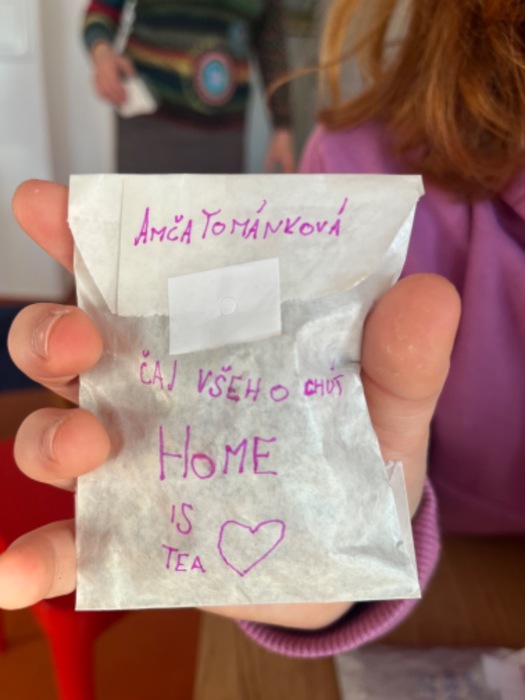 AMČA TOMÁNKOVÁ
ČAJ VŠEHO CHUŤ
HOME
IS
TEA